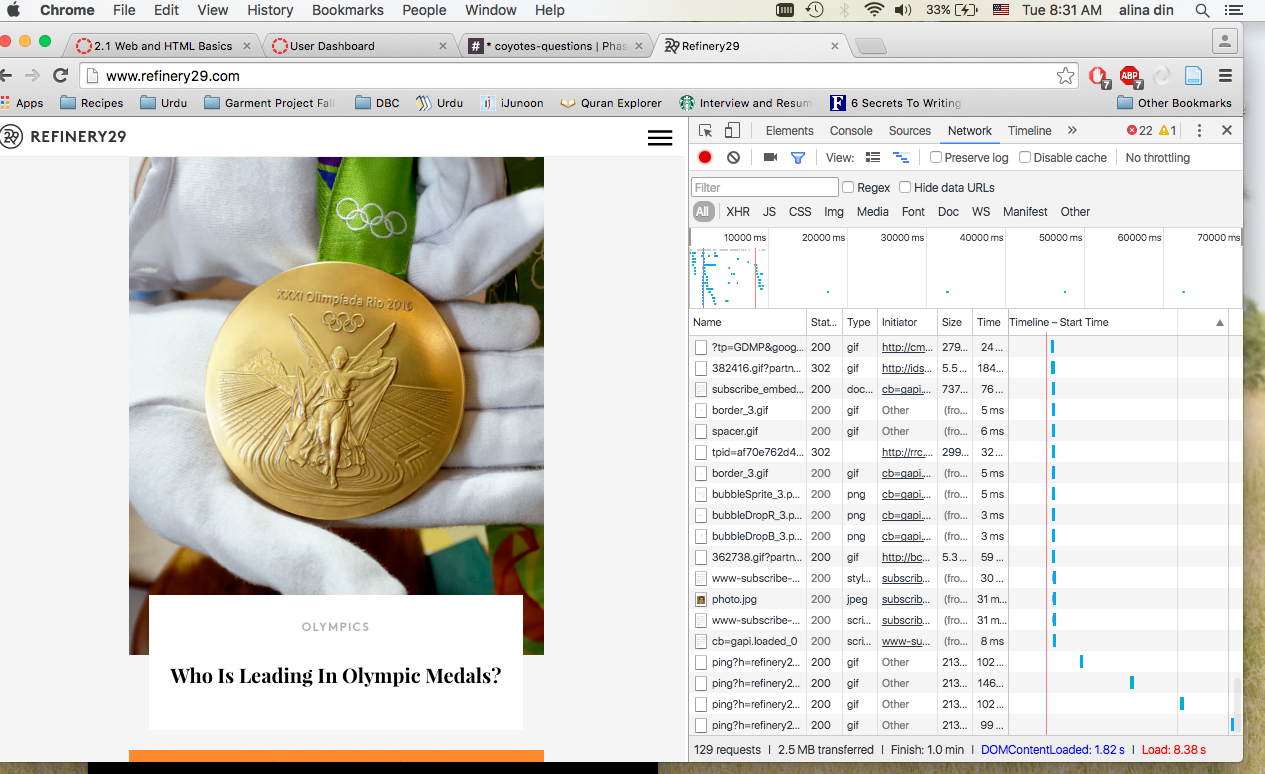 Chrome File Edit View History Bookmarks People Window Help 33% Tue 8:31 AM alina din
2.1 Web and HTML Basics User Dashboard * coyotes-questions | Phas Refinery29
www.refinery29.com 7 ABP 7
Apps Recipes Urdu Garment Project Fall DBC Urdu iJunoon Quran Explorer Interview and Resum 6 Secrets To Writing Other Bookmarks
REFINERY29
XXXI Olimpíada Rio 2016
OLYMPICS
Who Is Leading In Olympic Medals?
Elements Console Sources Network Timeline » 22 1
View: Preserve log Disable cache No throttling
Filter Regex Hide data URLs
All XHR JS CSS Img Media Font Doc WS Manifest Other
10000 ms 20000 ms 30000 ms 40000 ms 50000 ms 60000 ms 70000 ms
Name Stat... Type Initiator Size Time Timeline – Start Time
?tp=GDMP&goog... 200 gif http://cm... 279... 24 ...
382416.gif?partn... 302 gif http://ids... 5.5 ... 184...
subscribe_embed... 200 doc... cb=gapi.... 737... 76 ...
border_3.gif 200 gif Other (fro... 5 ms
spacer.gif 200 gif Other (fro... 6 ms
tpid=af70e762d4... 302 http://rrc... 299... 32 ...
border_3.gif 200 gif cb=gapi.... (fro... 5 ms
bubbleSprite_3.p... 200 png cb=gapi.... (fro... 5 ms
bubbleDropR_3.p... 200 png cb=gapi.... (fro... 3 ms
bubbleDropB_3.p... 200 png cb=gapi.... (fro... 3 ms
362738.gif?partn... 200 gif http://bc... 5.3 ... 59 ...
www-subscribe-... 200 styl... subscrib... (fro... 30 ...
photo.jpg 200 jpeg subscrib... (fro... 31 m...
www-subscribe-... 200 scri... subscrib... (fro... 31 m...
cb=gapi.loaded_0 200 scri... www-su... (fro... 8 ms
ping?h=refinery2... 200 gif Other 213... 102...
ping?h=refinery2... 200 gif Other 213... 146...
ping?h=refinery2... 200 gif Other 213... 102...
ping?h=refinery2... 200 gif Other 213... 99 ...
129 requests | 2.5 MB transferred | Finish: 1.0 min | DOMContentLoaded: 1.82 s | Load: 8.38 s